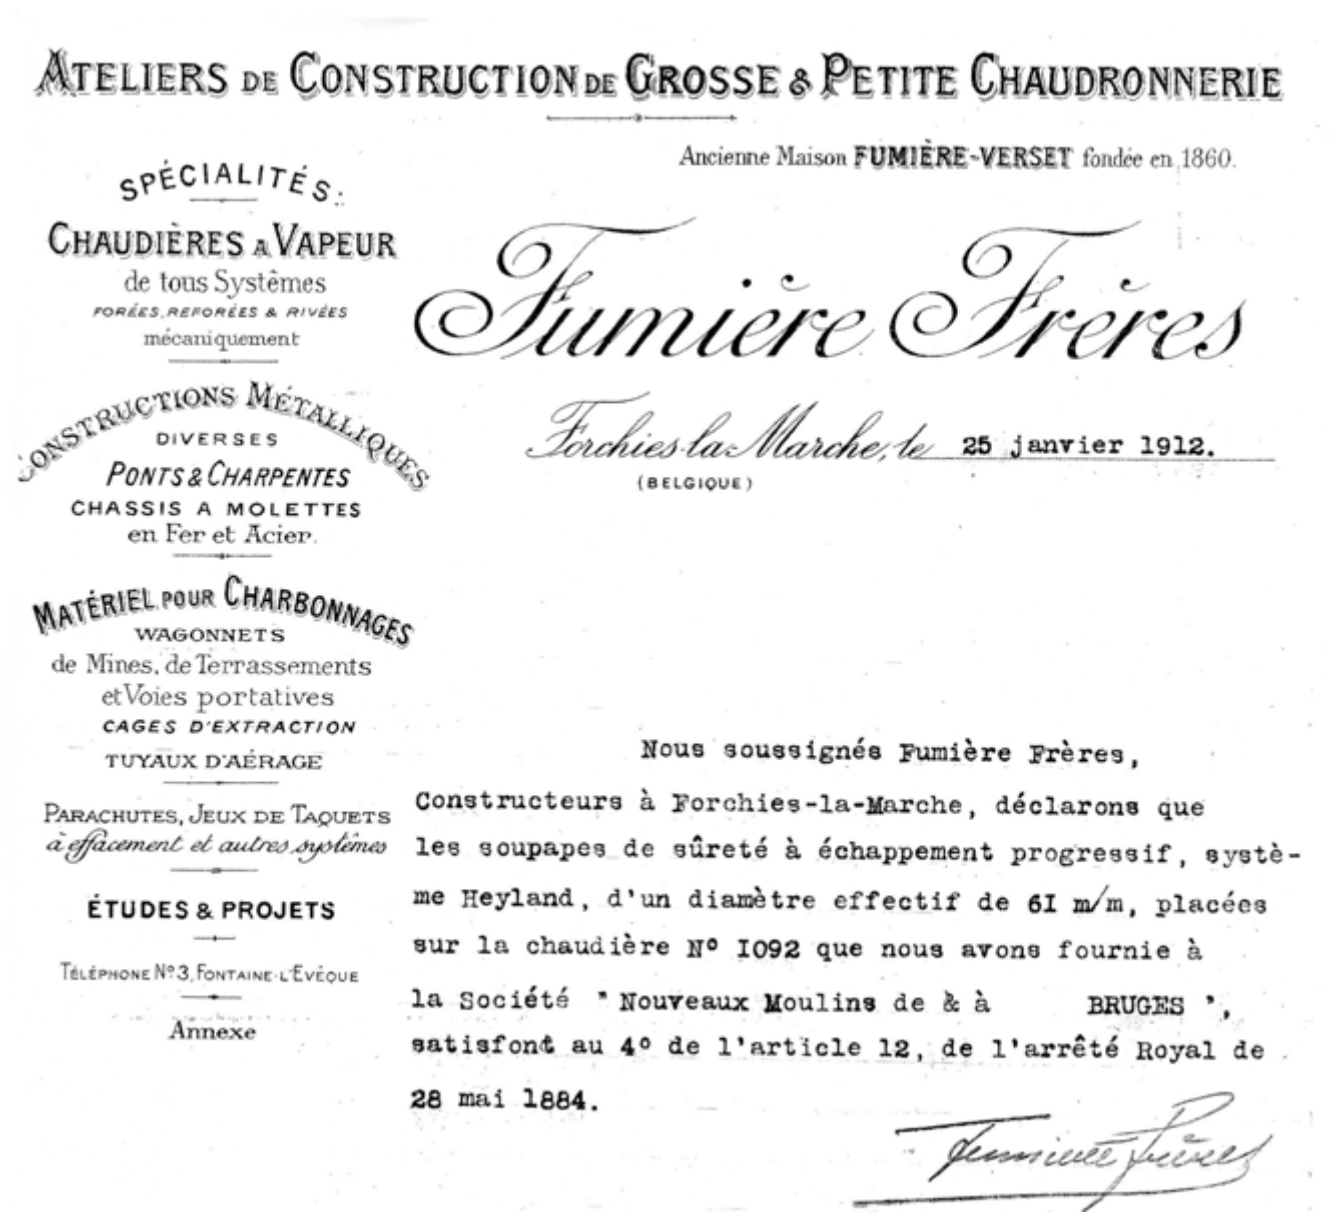 ATELIERS DE CONSTRUCTION DE GROSSE & PETITE CHAUDRONNERIE
Ancienne Maison FUMIÈRE-VERSET fondée en 1860.
Fumière Frères
Forchies-la-Marche, le 25 janvier 1912.
(BELGIQUE)
SPÉCIALITÉS:
CHAUDIÈRES A VAPEUR
de tous Systêmes
FORÉES, REFORÉES & RIVÉES
mécaniquement
CONSTRUCTIONS MÉTALLIQUES
DIVERSES
PONTS & CHARPENTES
CHASSIS A MOLETTES
en Fer et Acier.
MATÉRIEL POUR CHARBONNAGES
WAGONNETS
de Mines, de Terrassements
et Voies portatives
CAGES D'EXTRACTION
TUYAUX D'AÉRAGE
PARACHUTES, JEUX DE TAQUETS
à effacement et autres systêmes
ÉTUDES & PROJETS
TÉLÉPHONE Nº 3, FONTAINE-L'EVÊQUE
Annexe
Nous soussignés Fumière Frères,
Constructeurs à Forchies-la-Marche, déclarons que
les soupapes de sûreté à échappement progressif, systè-
me Heyland, d'un diamètre effectif de 6I m/m, placées
sur la chaudière Nº I092 que nous avons fournie à
la Société " Nouveaux Moulins de & à BRUGES ",
satisfont au 4º de l'article 12, de l'arrêté Royal de
28 mai 1884.
Fumière Frères